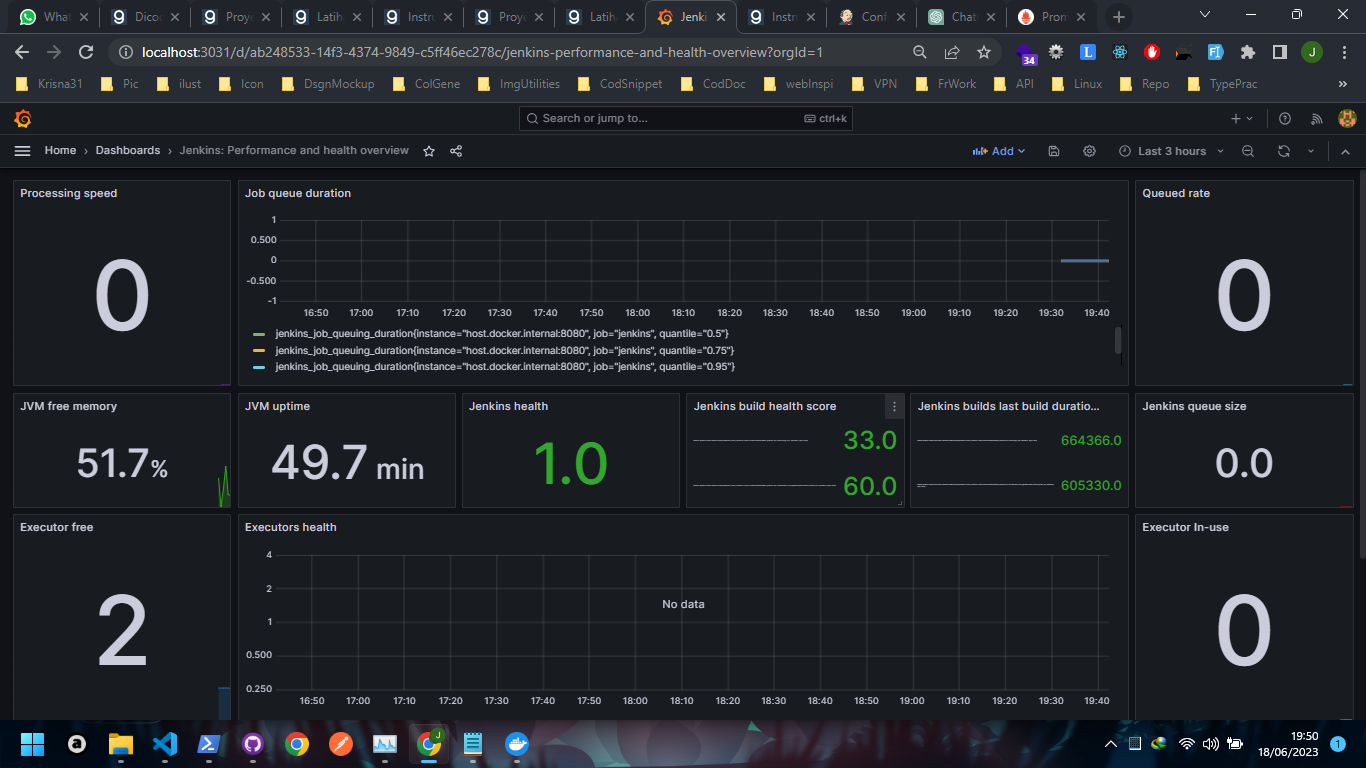 What
Dicoc
Proye
Latiha
Instru
Proye
Latiha
Jenki
Instru
Conf
Chat
Pron
localhost:3031/d/ab248533-14f3-4374-9849-c5ff46ec278c/jenkins-performance-and-health-overview?orgId=1
34
J
Krisna31
Pic
ilust
Icon
DsgnMockup
ColGene
ImgUtilities
CodSnippet
CodDoc
webInspi
VPN
FrWork
API
Linux
Repo
TypePrac
»
Search or jump to...
ctrl+k
Home › Dashboards › Jenkins: Performance and health overview
Add
Last 3 hours
Processing speed
0
Job queue duration
1
0.500
0
-0.500
-1
16:50 17:00 17:10 17:20 17:30 17:40 17:50 18:00 18:10 18:20 18:30 18:40 18:50 19:00 19:10 19:20 19:30 19:40
jenkins_job_queuing_duration{instance="host.docker.internal:8080", job="jenkins", quantile="0.5"}
jenkins_job_queuing_duration{instance="host.docker.internal:8080", job="jenkins", quantile="0.75"}
jenkins_job_queuing_duration{instance="host.docker.internal:8080", job="jenkins", quantile="0.95"}
Queued rate
0
JVM free memory
51.7%
JVM uptime
49.7 min
Jenkins health
1.0
Jenkins build health score
33.0
60.0
Jenkins builds last build duratio...
664366.0
605330.0
Jenkins queue size
0.0
Executor free
2
Executors health
4
2
1
0.500
0.250
No data
16:50 17:00 17:10 17:20 17:30 17:40 17:50 18:00 18:10 18:20 18:30 18:40 18:50 19:00 19:10 19:20 19:30 19:40
Executor In-use
0
19:50
18/06/2023
1